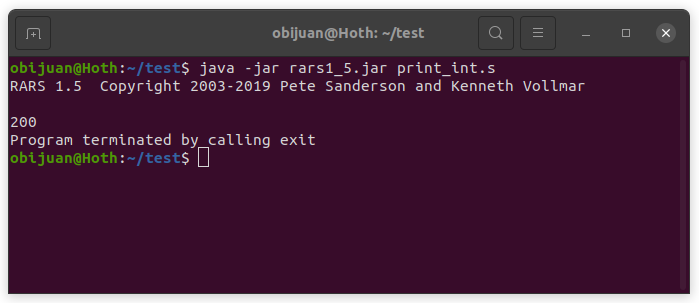 obijuan@Hoth: ~/test
obijuan@Hoth:~/test$ java -jar rars1_5.jar print_int.s
RARS 1.5  Copyright 2003-2019 Pete Sanderson and Kenneth Vollmar

200
Program terminated by calling exit
obijuan@Hoth:~/test$